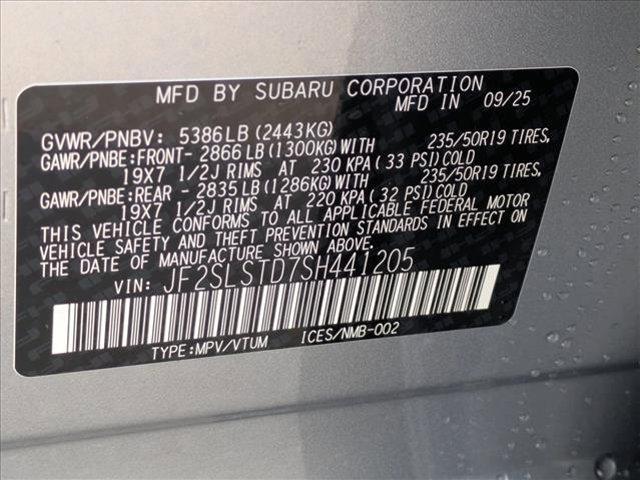 MFD BY SUBARU CORPORATION
MFD IN 09/25
GVWR/PNBV: 5386LB(2443KG)
GAWR/PNBE:FRONT- 2866LB(1300KG)WITH 235/50R19 TIRES,
19X7 1/2J RIMS AT 230 KPA(33 PSI)COLD
GAWR/PNBE:REAR - 2835LB(1286KG)WITH 235/50R19 TIRES,
19X7 1/2J RIMS AT 220 KPA(32 PSI)COLD
THIS VEHICLE CONFORMS TO ALL APPLICABLE FEDERAL MOTOR
VEHICLE SAFETY AND THEFT PREVENTION STANDARDS IN EFFECT ON
THE DATE OF MANUFACTURE SHOWN ABOVE.
VIN: JF2SLSTD7SH441205
TYPE:MPV/VTUM ICES/NMB-002